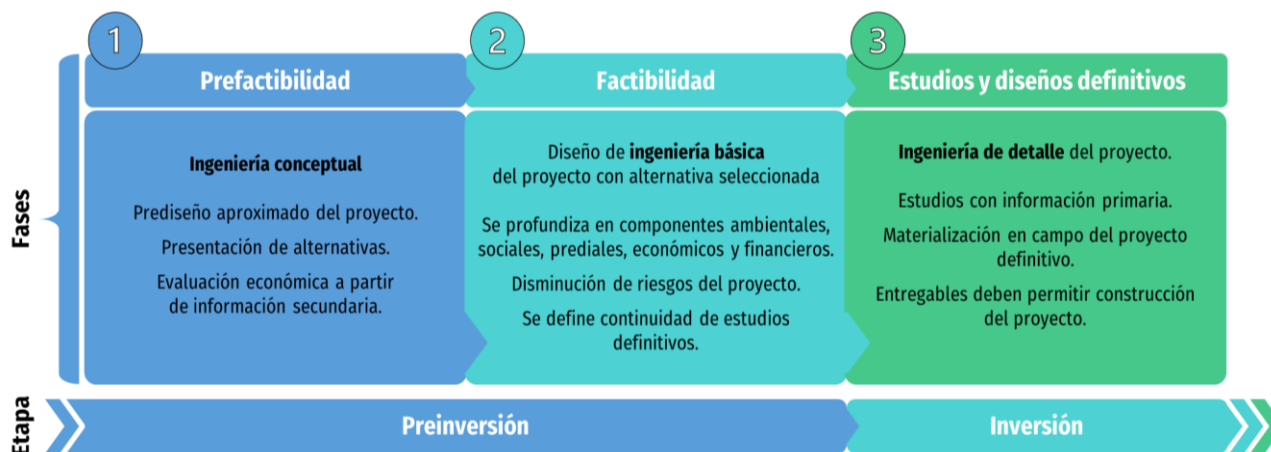 1
2
3
Prefactibilidad
Factibilidad
Estudios y diseños definitivos
Fases
Ingeniería conceptual
Prediseño aproximado del proyecto.
Presentación de alternativas.
Evaluación económica a partir
de información secundaria.
Diseño de ingeniería básica
del proyecto con alternativa seleccionada
Se profundiza en componentes ambientales,
sociales, prediales, económicos y financieros.
Disminución de riesgos del proyecto.
Se define continuidad de estudios
definitivos.
Ingeniería de detalle del proyecto.
Estudios con información primaria.
Materialización en campo del proyecto
definitivo.
Entregables deben permitir construcción
del proyecto.
Etapa
Preinversión
Inversión